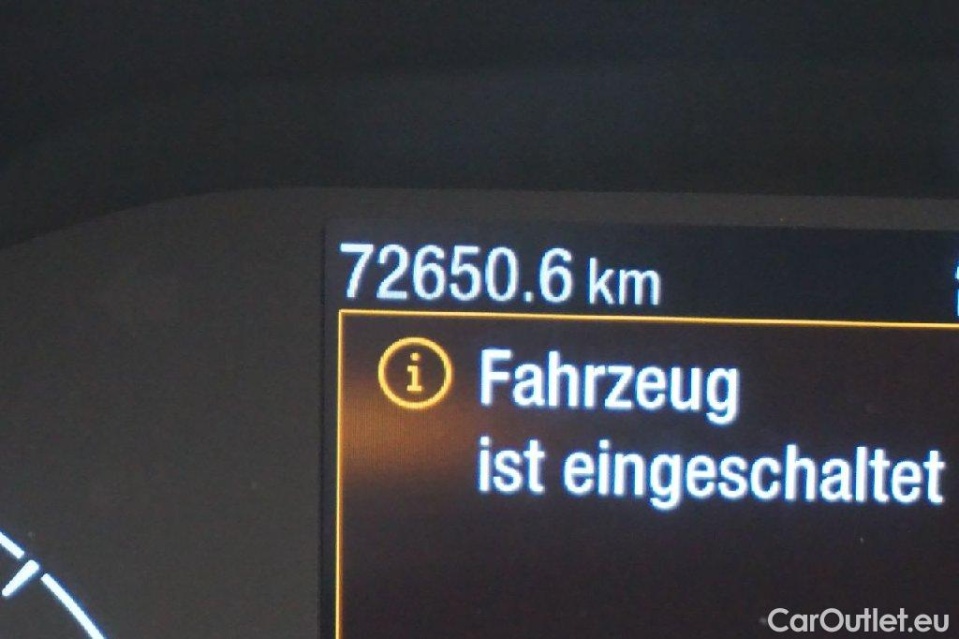 72650.6 km
i Fahrzeug
ist eingeschaltet
CarOutlet.eu